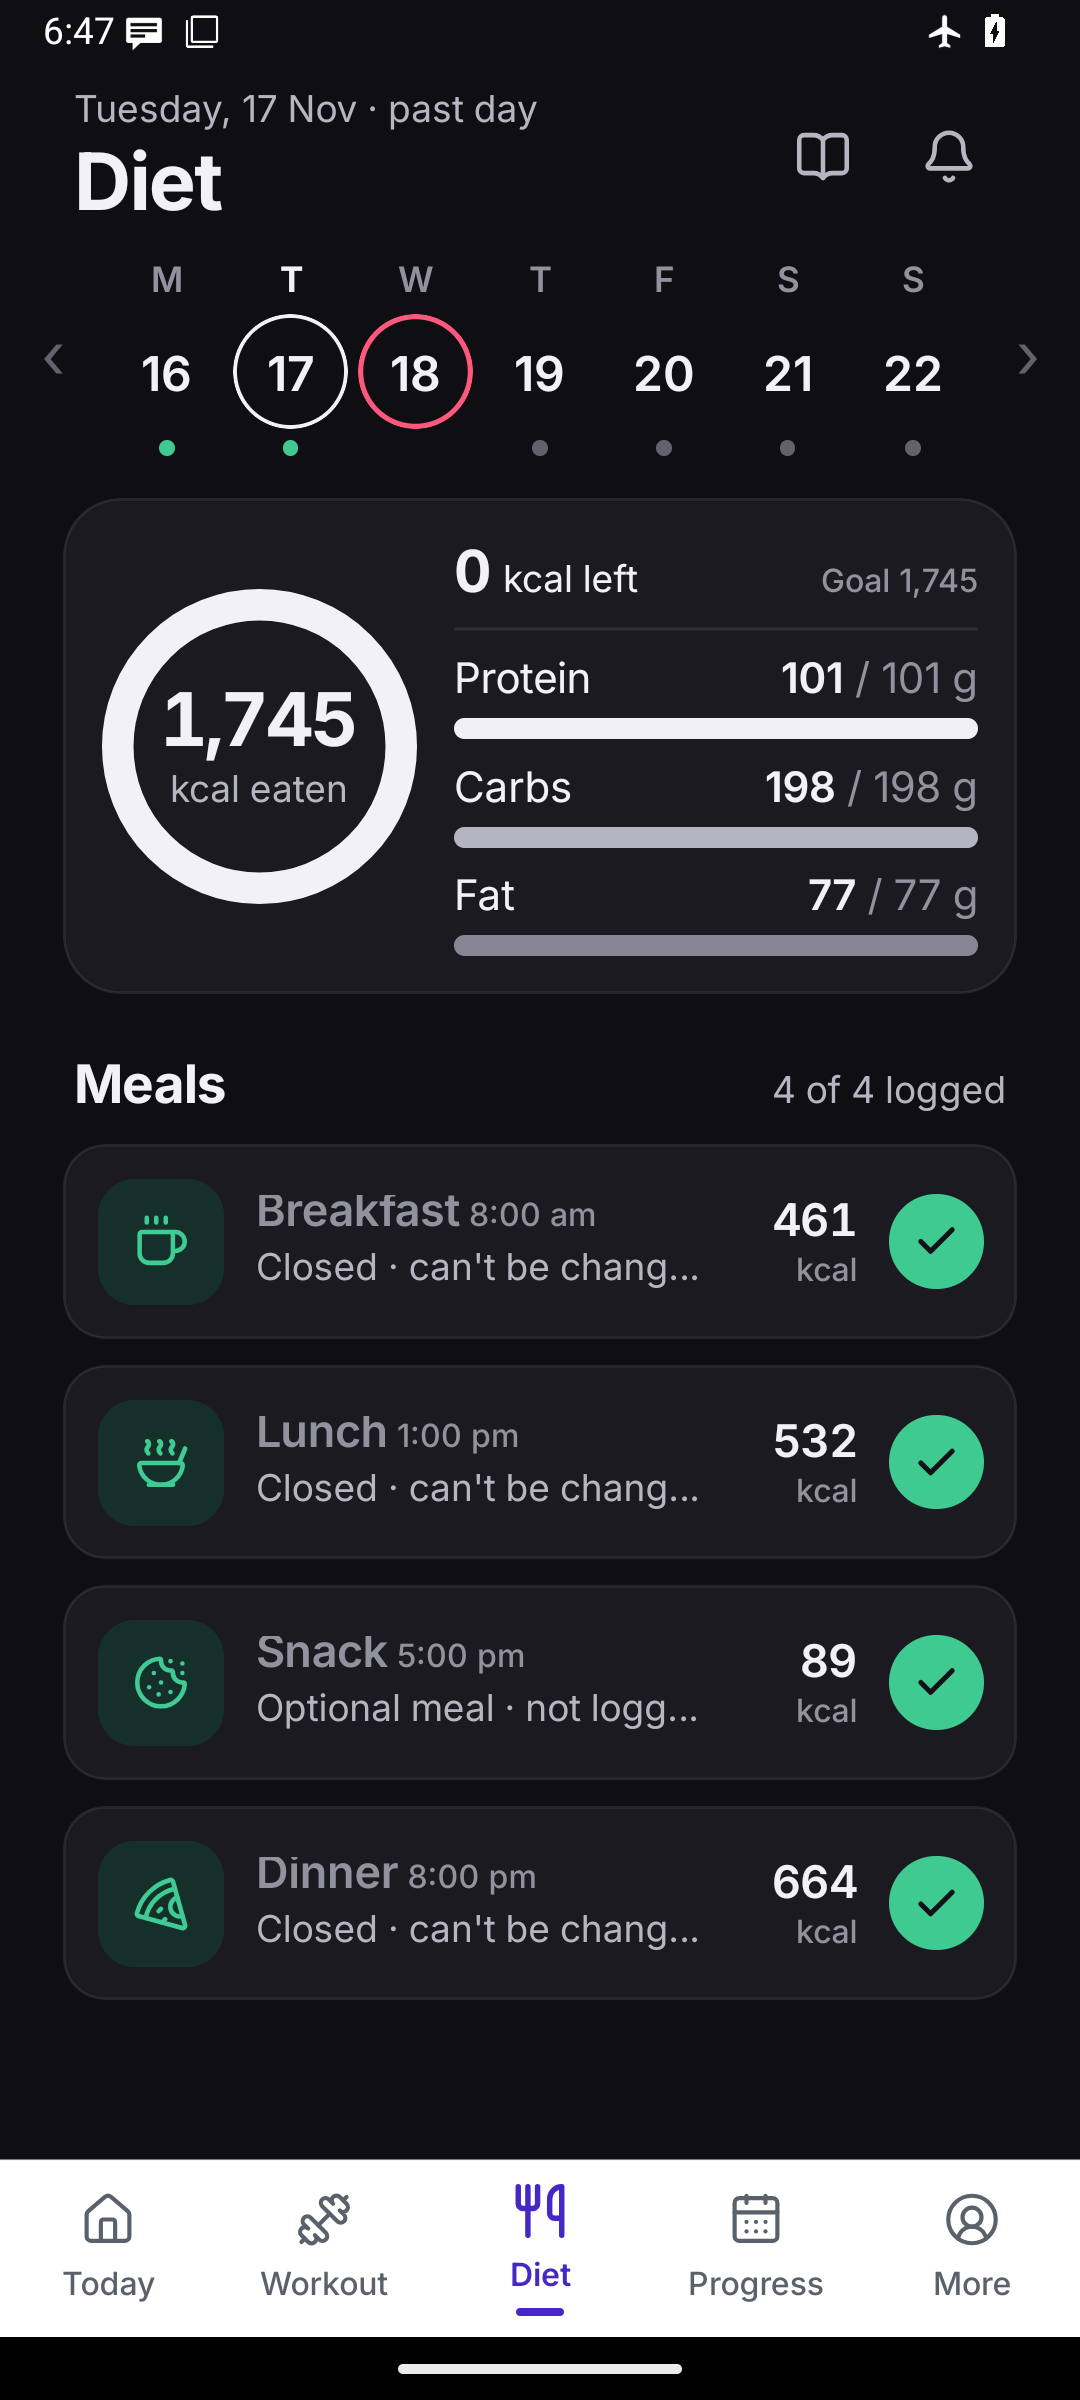 6:47
Tuesday, 17 Nov · past day
Diet
M T W T F S S
16 17 18 19 20 21 22
0 kcal left Goal 1,745
1,745
kcal eaten
Protein 101 / 101 g
Carbs 198 / 198 g
Fat 77 / 77 g
Meals 4 of 4 logged
Breakfast 8:00 am
Closed · can't be chang...
461
kcal
Lunch 1:00 pm
Closed · can't be chang...
532
kcal
Snack 5:00 pm
Optional meal · not logg...
89
kcal
Dinner 8:00 pm
Closed · can't be chang...
664
kcal
Today Workout Diet Progress More